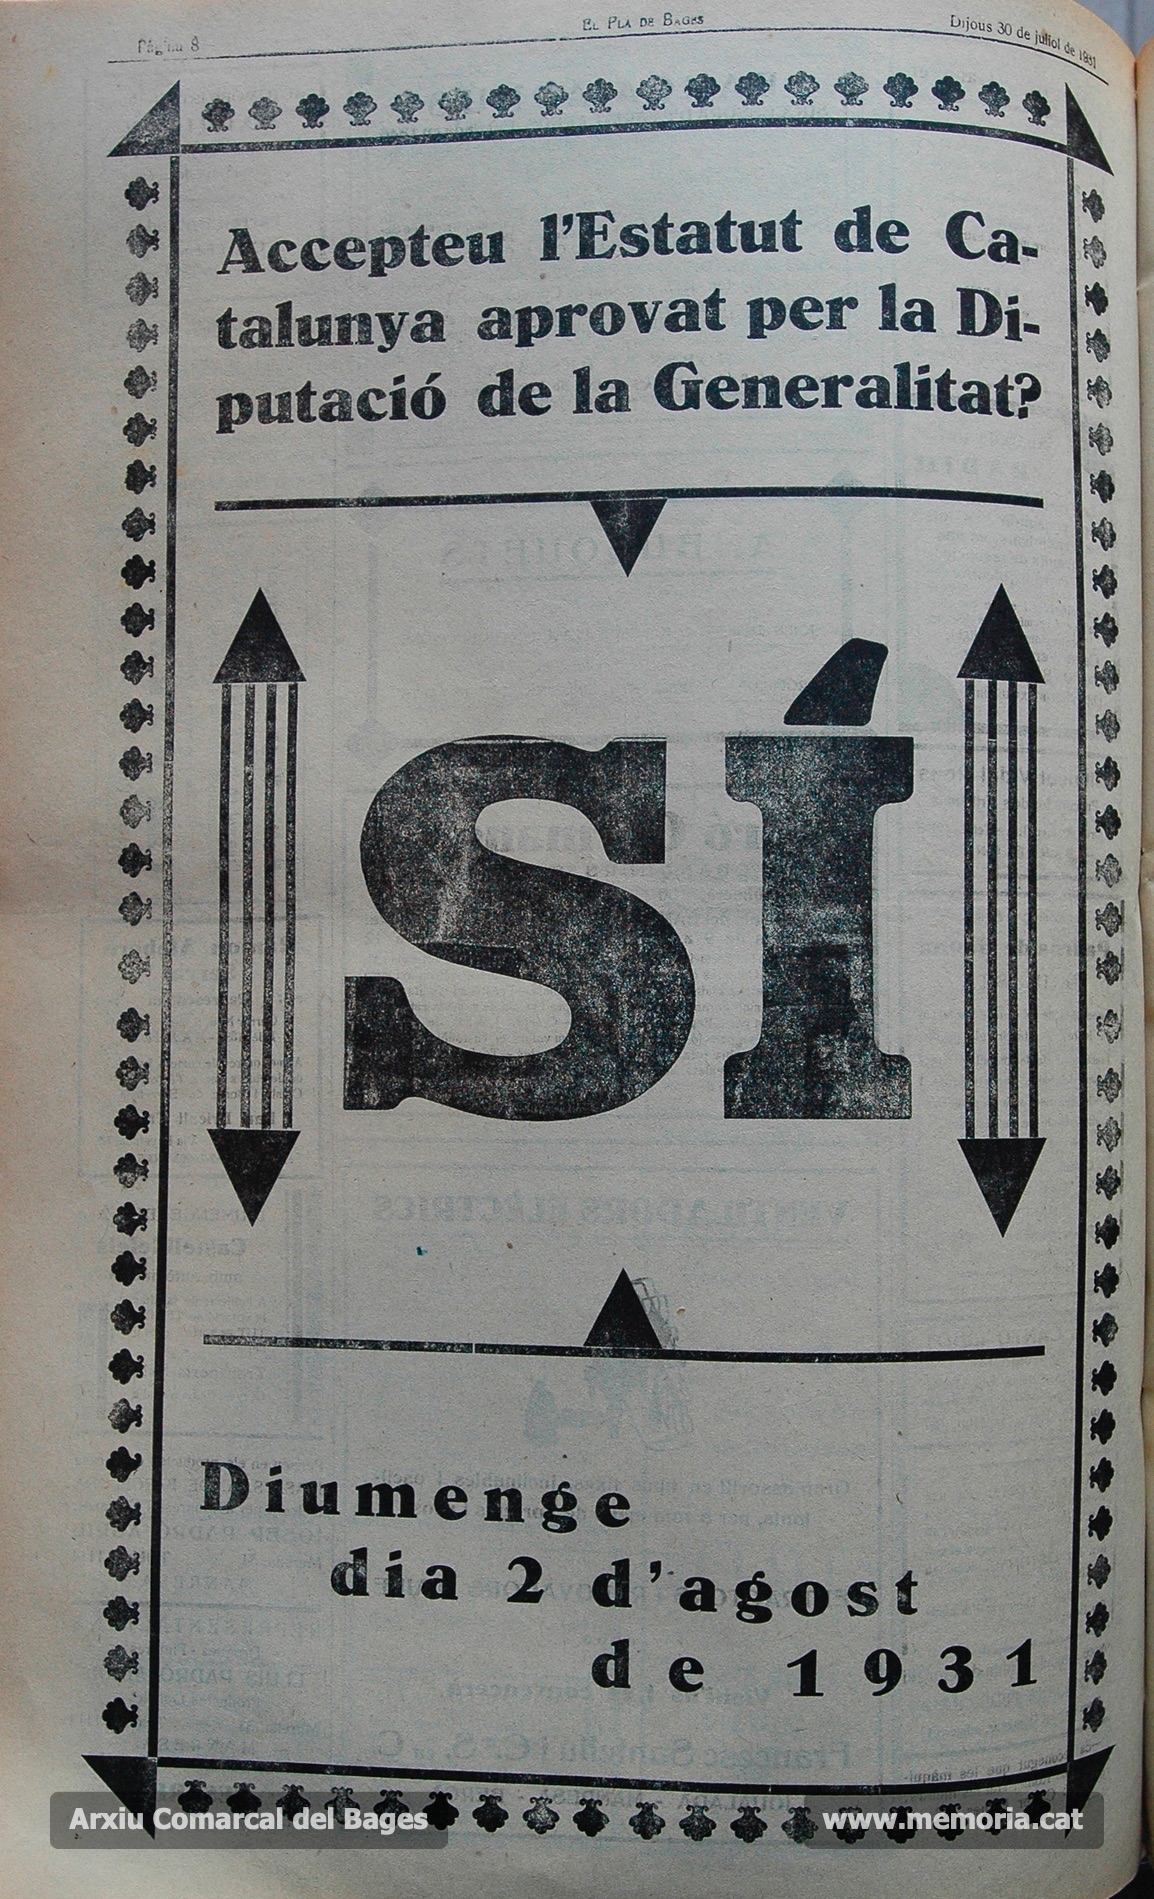 Pàgina 8
EL PLA DE BAGES
Dijous 30 de juliol de 1931
Accepteu l'Estatut de Ca-
talunya aprovat per la Di-
putació de la Generalitat?
SÍ
Diumenge
dia 2 d'agost
de 1931
Arxiu Comarcal del Bages
www.memoria.cat